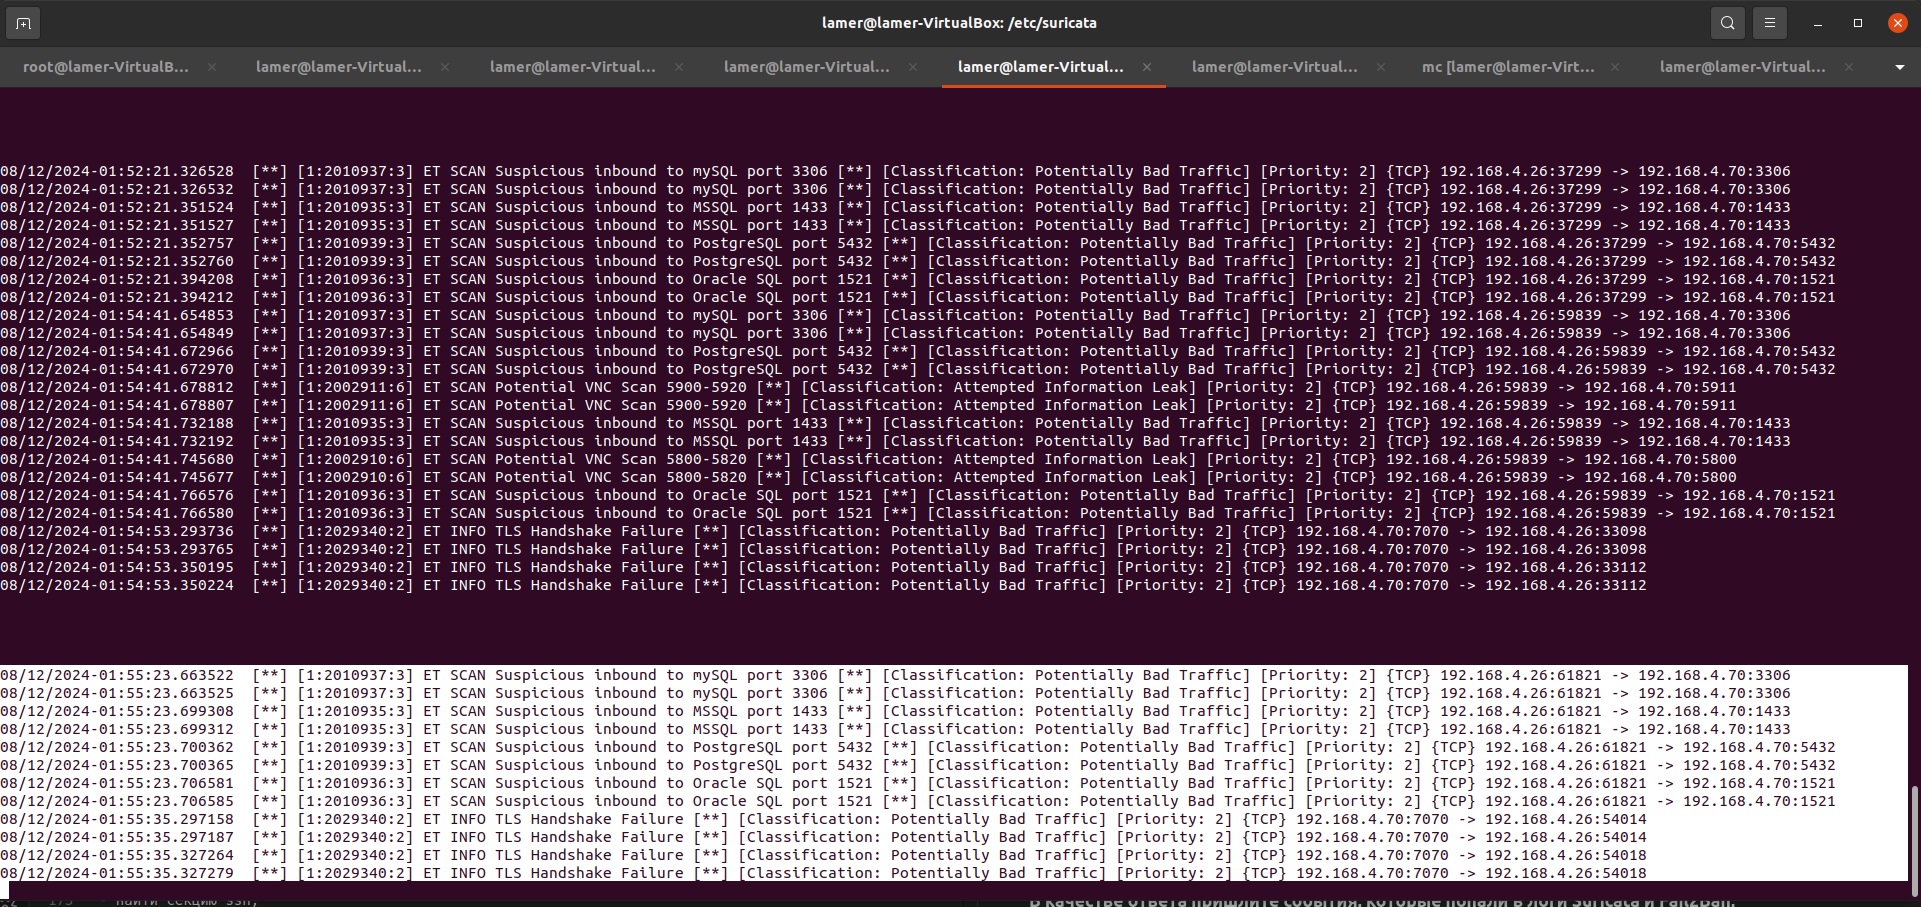 lamer@lamer-VirtualBox: /etc/suricata
root@lamer-VirtualB... lamer@lamer-Virtual... lamer@lamer-Virtual... lamer@lamer-Virtual... lamer@lamer-Virtual... lamer@lamer-Virtual... mc [lamer@lamer-Virt... lamer@lamer-Virtual...
08/12/2024-01:52:21.326528 [**] [1:2010937:3] ET SCAN Suspicious inbound to mySQL port 3306 [**] [Classification: Potentially Bad Traffic] [Priority: 2] {TCP} 192.168.4.26:37299 -> 192.168.4.70:3306
08/12/2024-01:52:21.326532 [**] [1:2010937:3] ET SCAN Suspicious inbound to mySQL port 3306 [**] [Classification: Potentially Bad Traffic] [Priority: 2] {TCP} 192.168.4.26:37299 -> 192.168.4.70:3306
08/12/2024-01:52:21.351524 [**] [1:2010935:3] ET SCAN Suspicious inbound to MSSQL port 1433 [**] [Classification: Potentially Bad Traffic] [Priority: 2] {TCP} 192.168.4.26:37299 -> 192.168.4.70:1433
08/12/2024-01:52:21.351527 [**] [1:2010935:3] ET SCAN Suspicious inbound to MSSQL port 1433 [**] [Classification: Potentially Bad Traffic] [Priority: 2] {TCP} 192.168.4.26:37299 -> 192.168.4.70:1433
08/12/2024-01:52:21.352757 [**] [1:2010939:3] ET SCAN Suspicious inbound to PostgreSQL port 5432 [**] [Classification: Potentially Bad Traffic] [Priority: 2] {TCP} 192.168.4.26:37299 -> 192.168.4.70:5432
08/12/2024-01:52:21.352760 [**] [1:2010939:3] ET SCAN Suspicious inbound to PostgreSQL port 5432 [**] [Classification: Potentially Bad Traffic] [Priority: 2] {TCP} 192.168.4.26:37299 -> 192.168.4.70:5432
08/12/2024-01:52:21.394208 [**] [1:2010936:3] ET SCAN Suspicious inbound to Oracle SQL port 1521 [**] [Classification: Potentially Bad Traffic] [Priority: 2] {TCP} 192.168.4.26:37299 -> 192.168.4.70:1521
08/12/2024-01:52:21.394212 [**] [1:2010936:3] ET SCAN Suspicious inbound to Oracle SQL port 1521 [**] [Classification: Potentially Bad Traffic] [Priority: 2] {TCP} 192.168.4.26:37299 -> 192.168.4.70:1521
08/12/2024-01:54:41.654853 [**] [1:2010937:3] ET SCAN Suspicious inbound to mySQL port 3306 [**] [Classification: Potentially Bad Traffic] [Priority: 2] {TCP} 192.168.4.26:59839 -> 192.168.4.70:3306
08/12/2024-01:54:41.654849 [**] [1:2010937:3] ET SCAN Suspicious inbound to mySQL port 3306 [**] [Classification: Potentially Bad Traffic] [Priority: 2] {TCP} 192.168.4.26:59839 -> 192.168.4.70:3306
08/12/2024-01:54:41.672966 [**] [1:2010939:3] ET SCAN Suspicious inbound to PostgreSQL port 5432 [**] [Classification: Potentially Bad Traffic] [Priority: 2] {TCP} 192.168.4.26:59839 -> 192.168.4.70:5432
08/12/2024-01:54:41.672970 [**] [1:2010939:3] ET SCAN Suspicious inbound to PostgreSQL port 5432 [**] [Classification: Potentially Bad Traffic] [Priority: 2] {TCP} 192.168.4.26:59839 -> 192.168.4.70:5432
08/12/2024-01:54:41.678812 [**] [1:2002911:6] ET SCAN Potential VNC Scan 5900-5920 [**] [Classification: Attempted Information Leak] [Priority: 2] {TCP} 192.168.4.26:59839 -> 192.168.4.70:5911
08/12/2024-01:54:41.678807 [**] [1:2002911:6] ET SCAN Potential VNC Scan 5900-5920 [**] [Classification: Attempted Information Leak] [Priority: 2] {TCP} 192.168.4.26:59839 -> 192.168.4.70:5911
08/12/2024-01:54:41.732188 [**] [1:2010935:3] ET SCAN Suspicious inbound to MSSQL port 1433 [**] [Classification: Potentially Bad Traffic] [Priority: 2] {TCP} 192.168.4.26:59839 -> 192.168.4.70:1433
08/12/2024-01:54:41.732192 [**] [1:2010935:3] ET SCAN Suspicious inbound to MSSQL port 1433 [**] [Classification: Potentially Bad Traffic] [Priority: 2] {TCP} 192.168.4.26:59839 -> 192.168.4.70:1433
08/12/2024-01:54:41.745680 [**] [1:2002910:6] ET SCAN Potential VNC Scan 5800-5820 [**] [Classification: Attempted Information Leak] [Priority: 2] {TCP} 192.168.4.26:59839 -> 192.168.4.70:5800
08/12/2024-01:54:41.745677 [**] [1:2002910:6] ET SCAN Potential VNC Scan 5800-5820 [**] [Classification: Attempted Information Leak] [Priority: 2] {TCP} 192.168.4.26:59839 -> 192.168.4.70:5800
08/12/2024-01:54:41.766576 [**] [1:2010936:3] ET SCAN Suspicious inbound to Oracle SQL port 1521 [**] [Classification: Potentially Bad Traffic] [Priority: 2] {TCP} 192.168.4.26:59839 -> 192.168.4.70:1521
08/12/2024-01:54:41.766580 [**] [1:2010936:3] ET SCAN Suspicious inbound to Oracle SQL port 1521 [**] [Classification: Potentially Bad Traffic] [Priority: 2] {TCP} 192.168.4.26:59839 -> 192.168.4.70:1521
08/12/2024-01:54:53.293736 [**] [1:2029340:2] ET INFO TLS Handshake Failure [**] [Classification: Potentially Bad Traffic] [Priority: 2] {TCP} 192.168.4.70:7070 -> 192.168.4.26:33098
08/12/2024-01:54:53.293765 [**] [1:2029340:2] ET INFO TLS Handshake Failure [**] [Classification: Potentially Bad Traffic] [Priority: 2] {TCP} 192.168.4.70:7070 -> 192.168.4.26:33098
08/12/2024-01:54:53.350195 [**] [1:2029340:2] ET INFO TLS Handshake Failure [**] [Classification: Potentially Bad Traffic] [Priority: 2] {TCP} 192.168.4.70:7070 -> 192.168.4.26:33112
08/12/2024-01:54:53.350224 [**] [1:2029340:2] ET INFO TLS Handshake Failure [**] [Classification: Potentially Bad Traffic] [Priority: 2] {TCP} 192.168.4.70:7070 -> 192.168.4.26:33112
08/12/2024-01:55:23.663522 [**] [1:2010937:3] ET SCAN Suspicious inbound to mySQL port 3306 [**] [Classification: Potentially Bad Traffic] [Priority: 2] {TCP} 192.168.4.26:61821 -> 192.168.4.70:3306
08/12/2024-01:55:23.663525 [**] [1:2010937:3] ET SCAN Suspicious inbound to mySQL port 3306 [**] [Classification: Potentially Bad Traffic] [Priority: 2] {TCP} 192.168.4.26:61821 -> 192.168.4.70:3306
08/12/2024-01:55:23.699308 [**] [1:2010935:3] ET SCAN Suspicious inbound to MSSQL port 1433 [**] [Classification: Potentially Bad Traffic] [Priority: 2] {TCP} 192.168.4.26:61821 -> 192.168.4.70:1433
08/12/2024-01:55:23.699312 [**] [1:2010935:3] ET SCAN Suspicious inbound to MSSQL port 1433 [**] [Classification: Potentially Bad Traffic] [Priority: 2] {TCP} 192.168.4.26:61821 -> 192.168.4.70:1433
08/12/2024-01:55:23.700362 [**] [1:2010939:3] ET SCAN Suspicious inbound to PostgreSQL port 5432 [**] [Classification: Potentially Bad Traffic] [Priority: 2] {TCP} 192.168.4.26:61821 -> 192.168.4.70:5432
08/12/2024-01:55:23.700365 [**] [1:2010939:3] ET SCAN Suspicious inbound to PostgreSQL port 5432 [**] [Classification: Potentially Bad Traffic] [Priority: 2] {TCP} 192.168.4.26:61821 -> 192.168.4.70:5432
08/12/2024-01:55:23.706581 [**] [1:2010936:3] ET SCAN Suspicious inbound to Oracle SQL port 1521 [**] [Classification: Potentially Bad Traffic] [Priority: 2] {TCP} 192.168.4.26:61821 -> 192.168.4.70:1521
08/12/2024-01:55:23.706585 [**] [1:2010936:3] ET SCAN Suspicious inbound to Oracle SQL port 1521 [**] [Classification: Potentially Bad Traffic] [Priority: 2] {TCP} 192.168.4.26:61821 -> 192.168.4.70:1521
08/12/2024-01:55:35.297158 [**] [1:2029340:2] ET INFO TLS Handshake Failure [**] [Classification: Potentially Bad Traffic] [Priority: 2] {TCP} 192.168.4.70:7070 -> 192.168.4.26:54014
08/12/2024-01:55:35.297187 [**] [1:2029340:2] ET INFO TLS Handshake Failure [**] [Classification: Potentially Bad Traffic] [Priority: 2] {TCP} 192.168.4.70:7070 -> 192.168.4.26:54014
08/12/2024-01:55:35.327264 [**] [1:2029340:2] ET INFO TLS Handshake Failure [**] [Classification: Potentially Bad Traffic] [Priority: 2] {TCP} 192.168.4.70:7070 -> 192.168.4.26:54018
08/12/2024-01:55:35.327279 [**] [1:2029340:2] ET INFO TLS Handshake Failure [**] [Classification: Potentially Bad Traffic] [Priority: 2] {TCP} 192.168.4.70:7070 -> 192.168.4.26:54018
найти секцию ssh; В качестве ответа пришлите события, которые попали в логи Suricata и Fail2Ban.